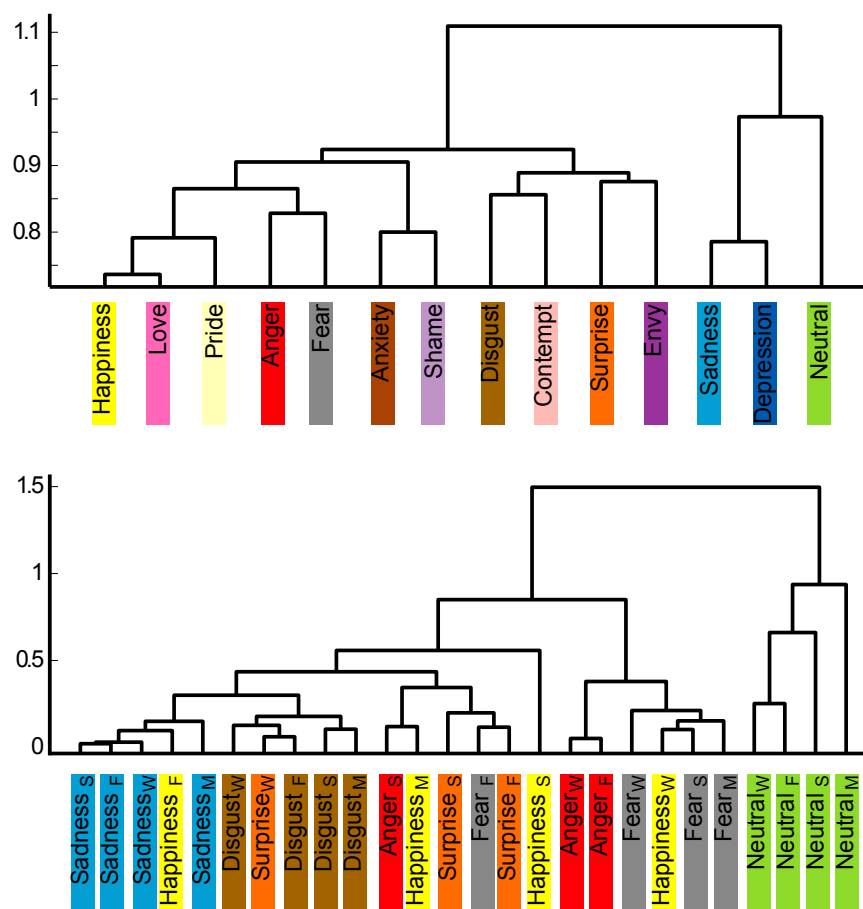 1.1
1
0.9
0.8
Happiness
Love
Pride
Anger
Fear
Anxiety
Shame
Disgust
Contempt
Surprise
Envy
Sadness
Depression
Neutral
1.5
1
0.5
0
Sadness S
Sadness F
Sadness W
Happiness F
Sadness M
Disgust W
Surprise W
Disgust F
Disgust S
Disgust M
Anger S
Happiness M
Surprise S
Fear F
Surprise F
Happiness S
Anger W
Anger F
Fear W
Happiness W
Fear S
Fear M
Neutral W
Neutral F
Neutral S
Neutral M